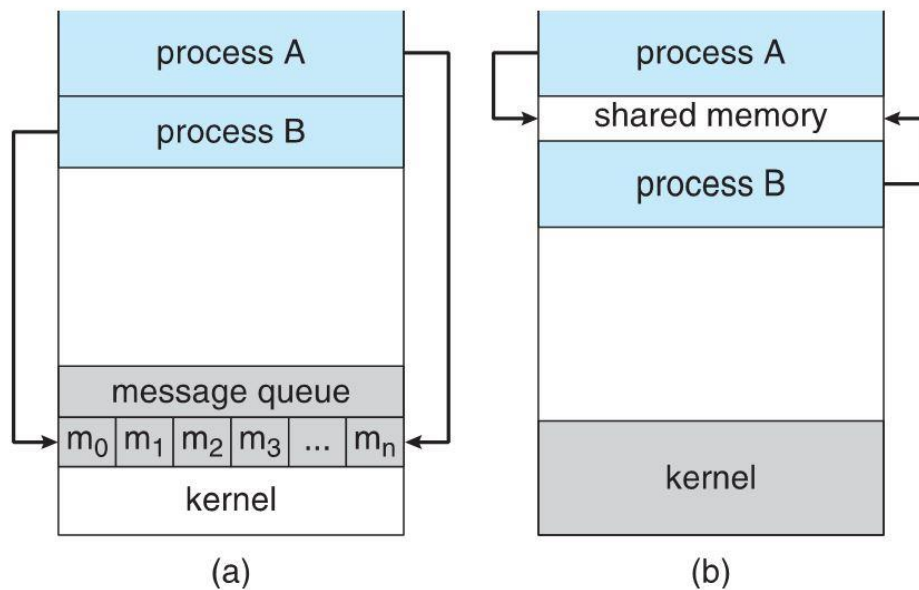 process A
process B
message queue
m0 m1 m2 m3 ... mn
kernel
(a)
process A
shared memory
process B
kernel
(b)